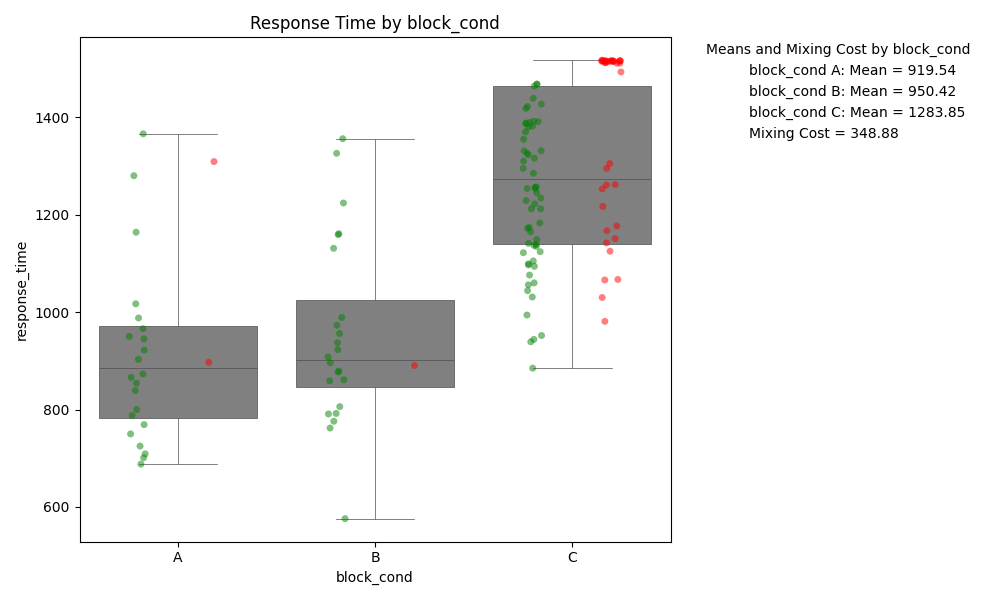 Response Time by block_cond
Means and Mixing Cost by block_cond
block_cond A: Mean = 919.54
block_cond B: Mean = 950.42
block_cond C: Mean = 1283.85
Mixing Cost = 348.88
response_time
1400
1200
1000
800
600
A
B
C
block_cond